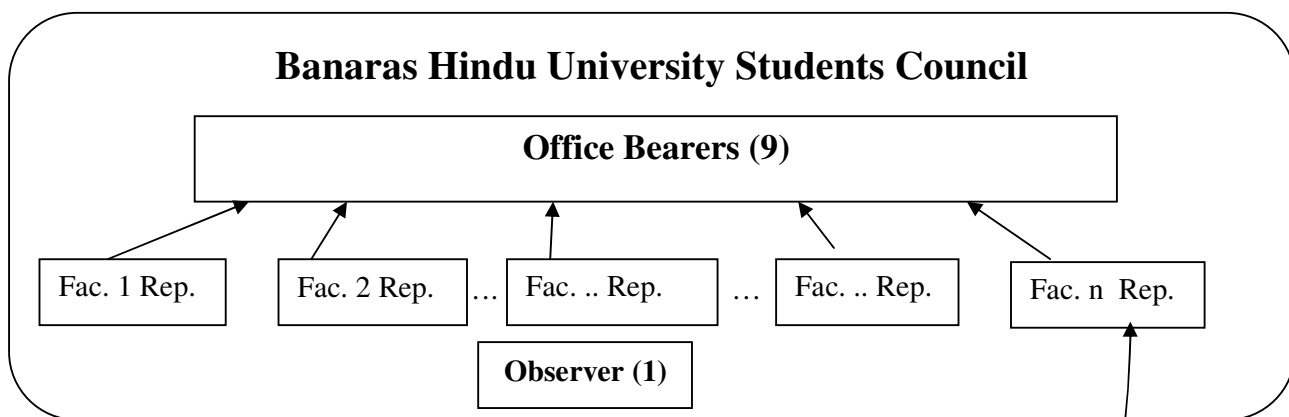 Banaras Hindu University Students Council
Office Bearers (9)
Fac. 1 Rep. Fac. 2 Rep. ... Fac. .. Rep. ... Fac. .. Rep. Fac. n Rep.
Observer (1)